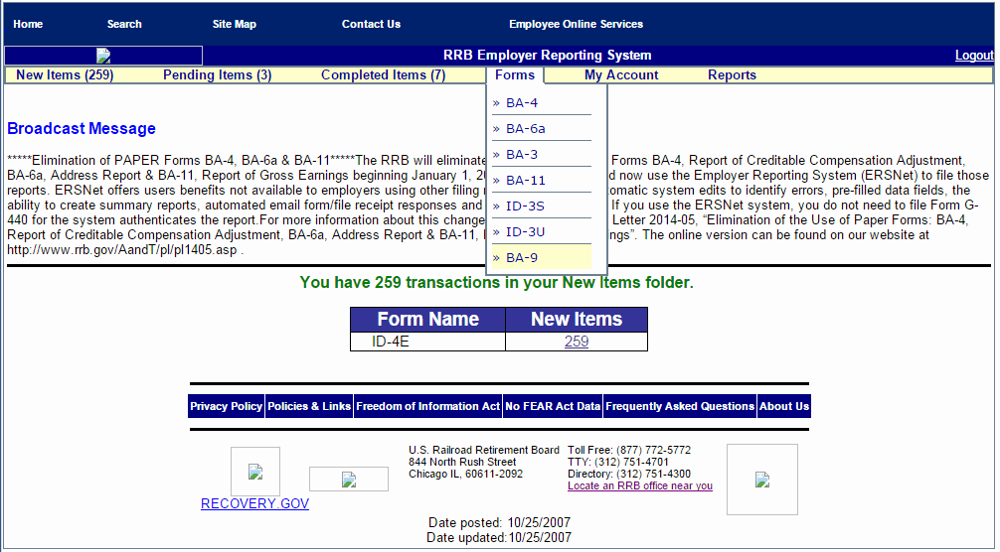 Home Search Site Map Contact Us Employee Online Services
RRB Employer Reporting System Logout
New Items (259) Pending Items (3) Completed Items (7) Forms My Account Reports
» BA-4
» BA-6a
» BA-3
» BA-11
» ID-3S
» ID-3U
» BA-9
Broadcast Message
*****Elimination of PAPER Forms BA-4, BA-6a & BA-11*****The RRB will eliminate Forms BA-4, Report of Creditable Compensation Adjustment,
BA-6a, Address Report & BA-11, Report of Gross Earnings beginning January 1, now use the Employer Reporting System (ERSNet) to file those
reports. ERSNet offers users benefits not available to employers using other filing system edits to identify errors, pre-filled data fields, the
ability to create summary reports, automated email form/file receipt responses and If you use the ERSNet system, you do not need to file Form G-
440 for the system authenticates the report.For more information about this change Letter 2014-05, “Elimination of the Use of Paper Forms: BA-4,
Report of Creditable Compensation Adjustment, BA-6a, Address Report & BA-11, ”. The online version can be found on our website at
http://www.rrb.gov/AandT/pl/pl1405.asp .
You have 259 transactions in your New Items folder.
Form Name New Items
ID-4E 259
Privacy Policy Policies & Links Freedom of Information Act No FEAR Act Data Frequently Asked Questions About Us
U.S. Railroad Retirement Board
844 North Rush Street
Chicago IL, 60611-2092
Toll Free: (877) 772-5772
TTY: (312) 751-4701
Directory: (312) 751-4300
Locate an RRB office near you
RECOVERY.GOV
Date posted: 10/25/2007
Date updated:10/25/2007